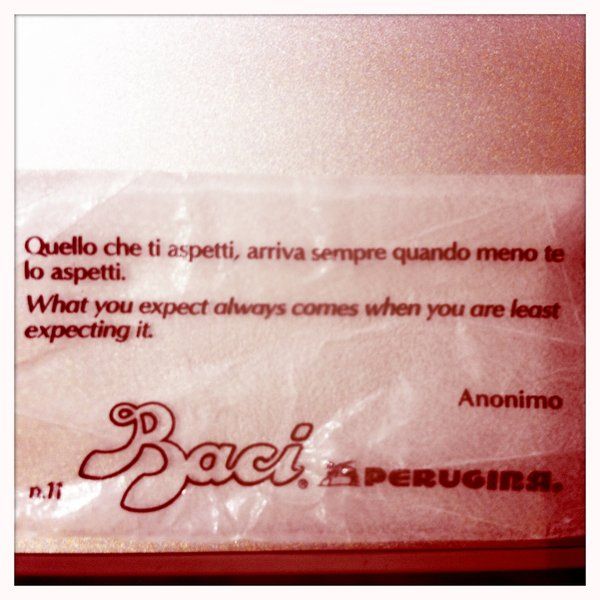 Quello che ti aspetti, arriva sempre quando meno te
lo aspetti.
What you expect always comes when you are least
expecting it.
Anonimo
Baci® PERUGINA®
n.11